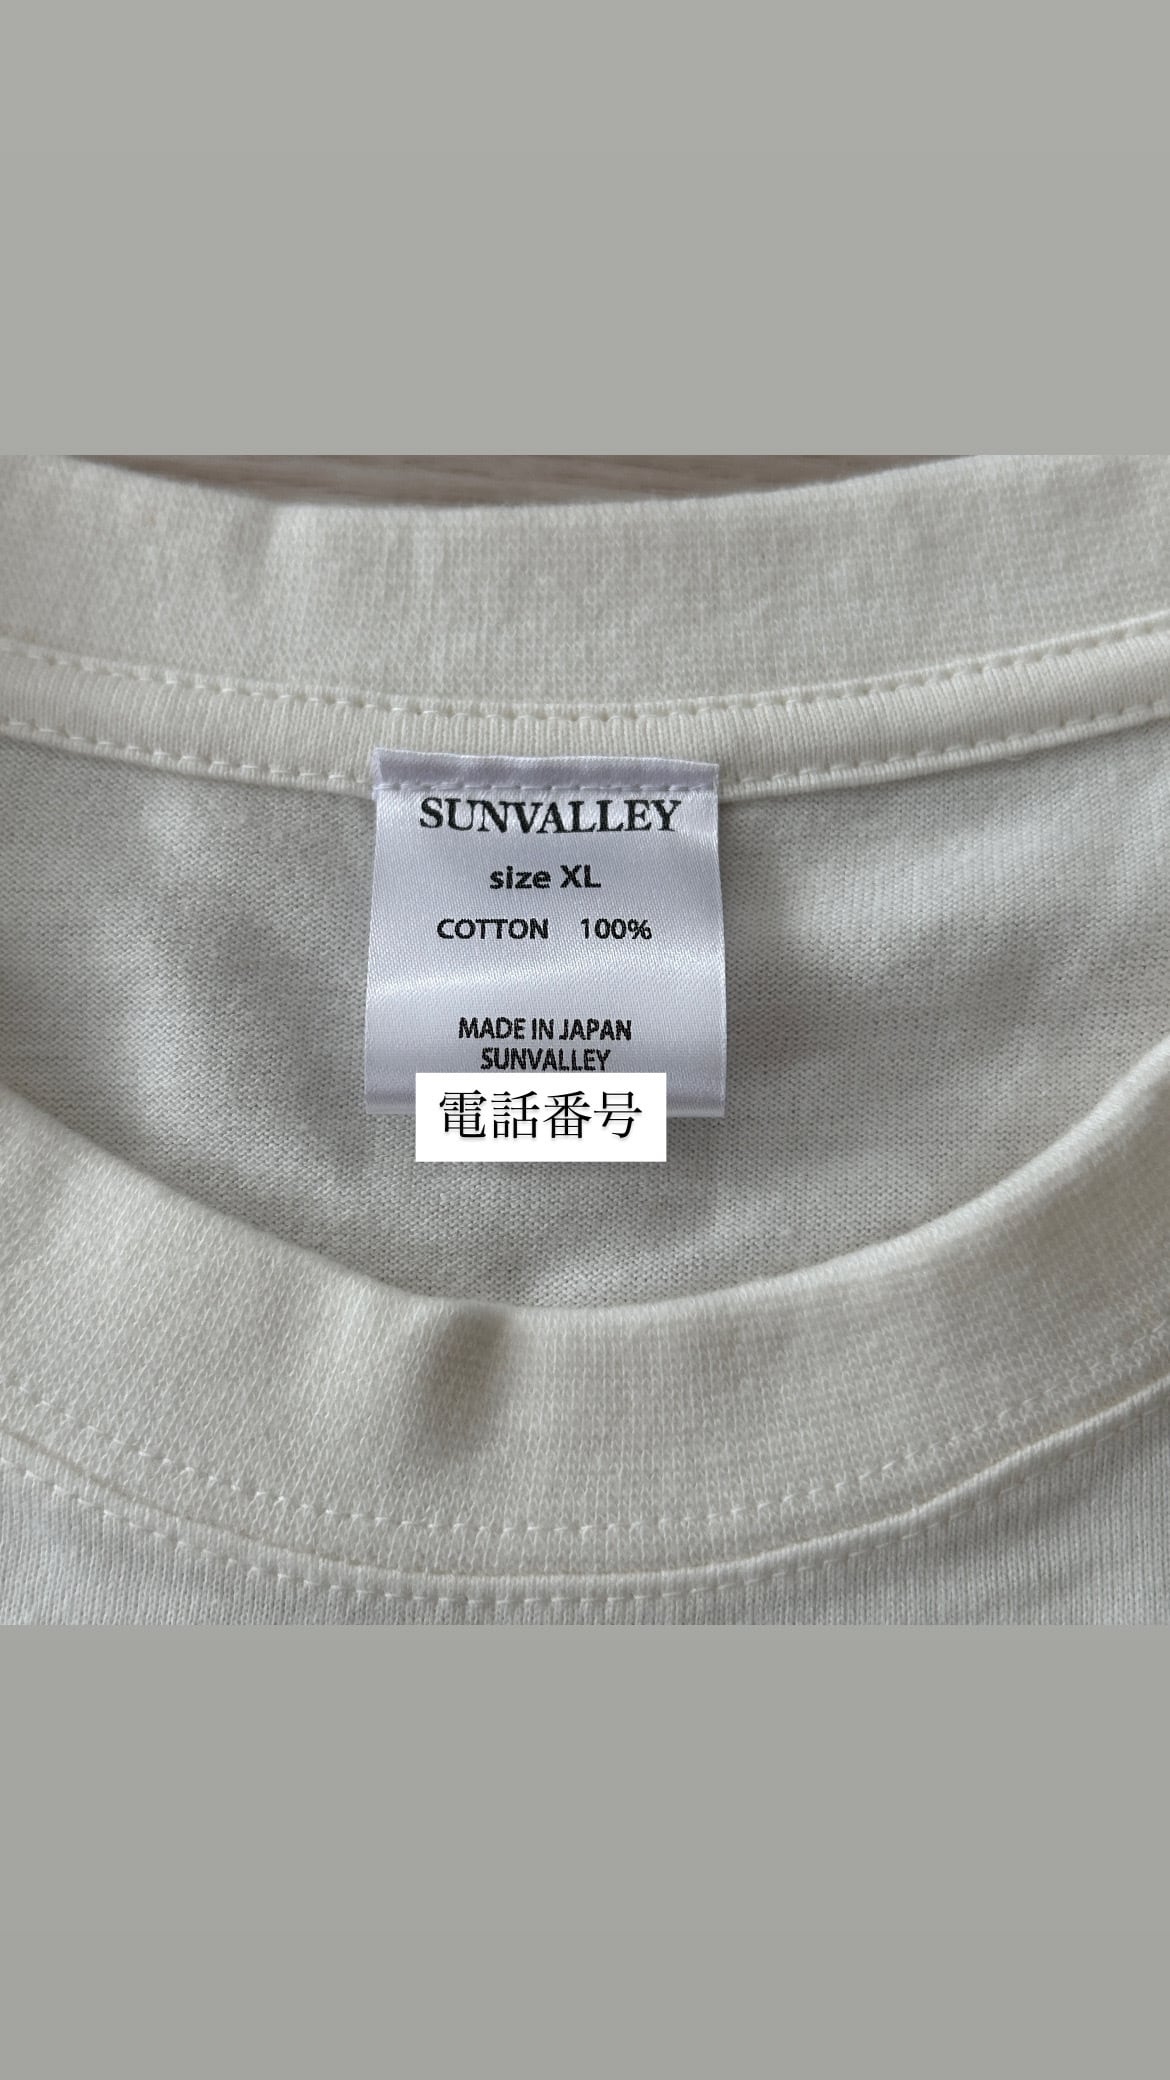 SUNVALLEY
size XL
COTTON 100%
MADE IN JAPAN
SUNVALLEY
電話番号